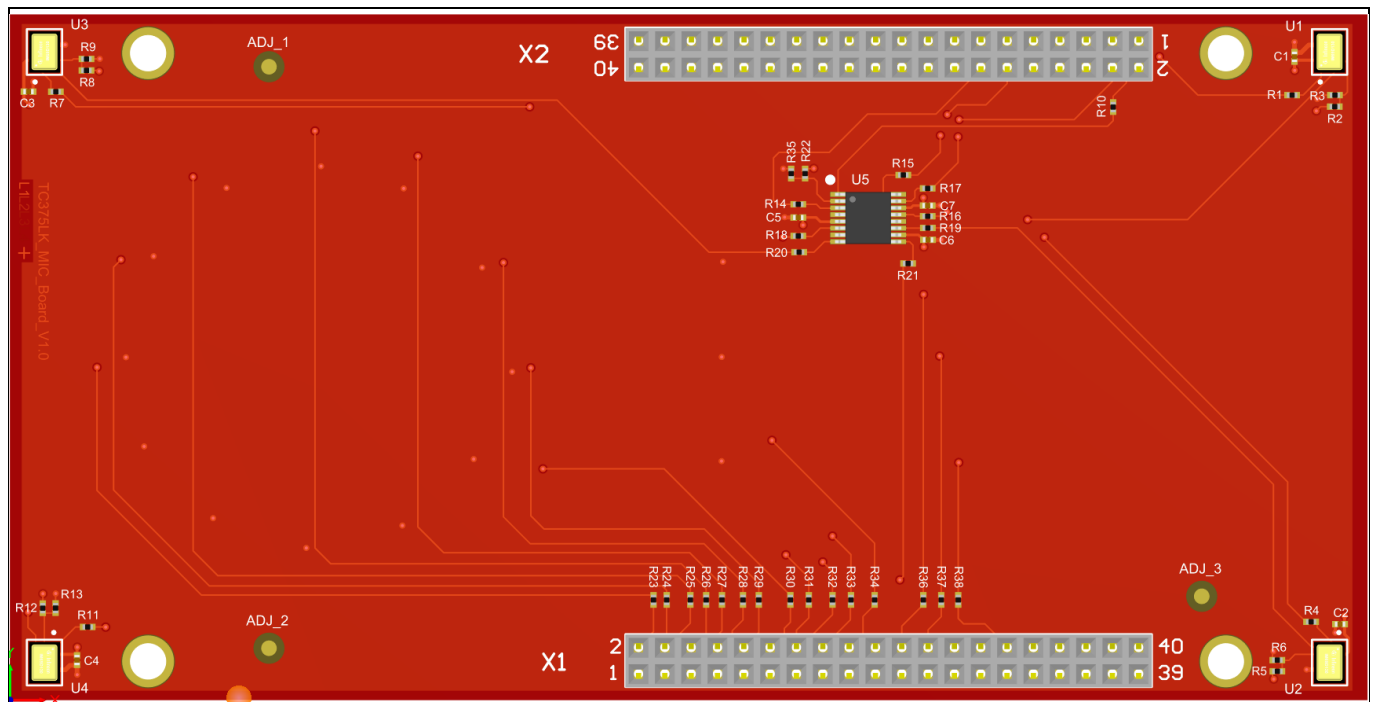 U3
R9
R8
C3
R7
ADJ_1
X2
39
40
1
2
U1
C1
R1
R3
R2
R10
R35
R22
R15
U5
R14
C5
R18
R20
R17
C7
R16
R19
C6
R21
TC375LK_MIC_Board_V1.0
R23
R24
R25
R26
R27
R28
R29
R30
R31
R32
R33
R34
R36
R37
R38
ADJ_3
R12
R13
R11
C4
U4
ADJ_2
X1
2
1
40
39
R4
C2
R6
R5
U2